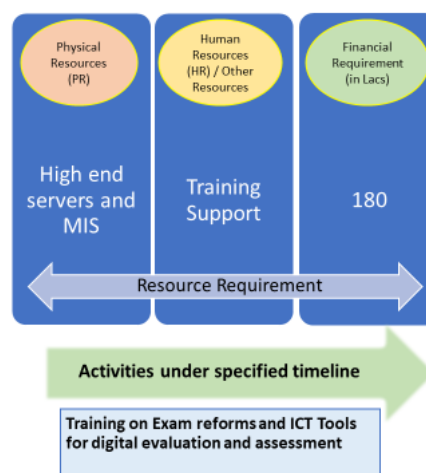 Physical
Resources
(PR)
Human
Resources
(HR) / Other
Resources
Financial
Requirement
(in Lacs)
High end
servers and
MIS
Training
Support
180
Resource Requirement
Activities under specified timeline
Training on Exam reforms and ICT Tools
for digital evaluation and assessment